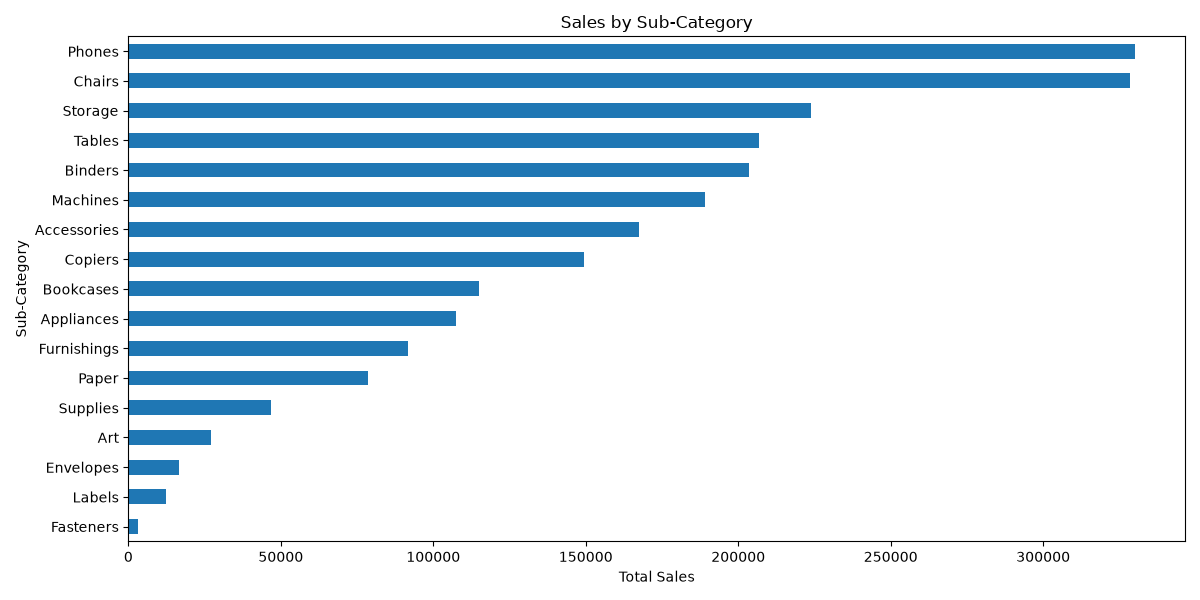 Sales by Sub-Category
Sub-Category
Phones
Chairs
Storage
Tables
Binders
Machines
Accessories
Copiers
Bookcases
Appliances
Furnishings
Paper
Supplies
Art
Envelopes
Labels
Fasteners
0 50000 100000 150000 200000 250000 300000
Total Sales